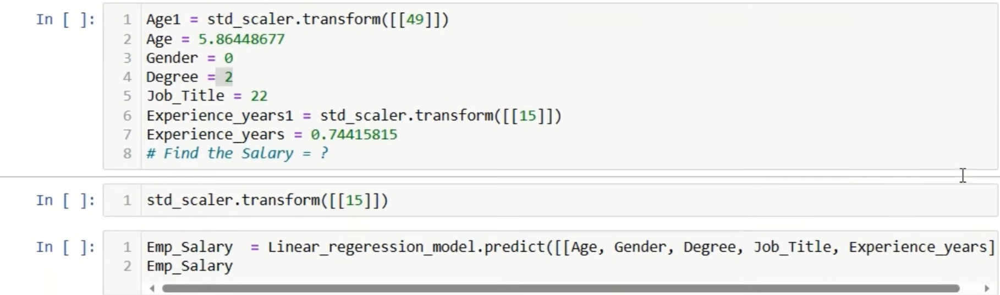 In [ ]:
1 Age1 = std_scaler.transform([[49]])
2 Age = 5.86448677
3 Gender = 0
4 Degree = 2
5 Job_Title = 22
6 Experience_years1 = std_scaler.transform([[15]])
7 Experience_years = 0.74415815
8 # Find the Salary = ?
In [ ]:
1 std_scaler.transform([[15]])
In [ ]:
1 Emp_Salary  = Linear_regeression_model.predict([[Age, Gender, Degree, Job_Title, Experience_years]
2 Emp_Salary